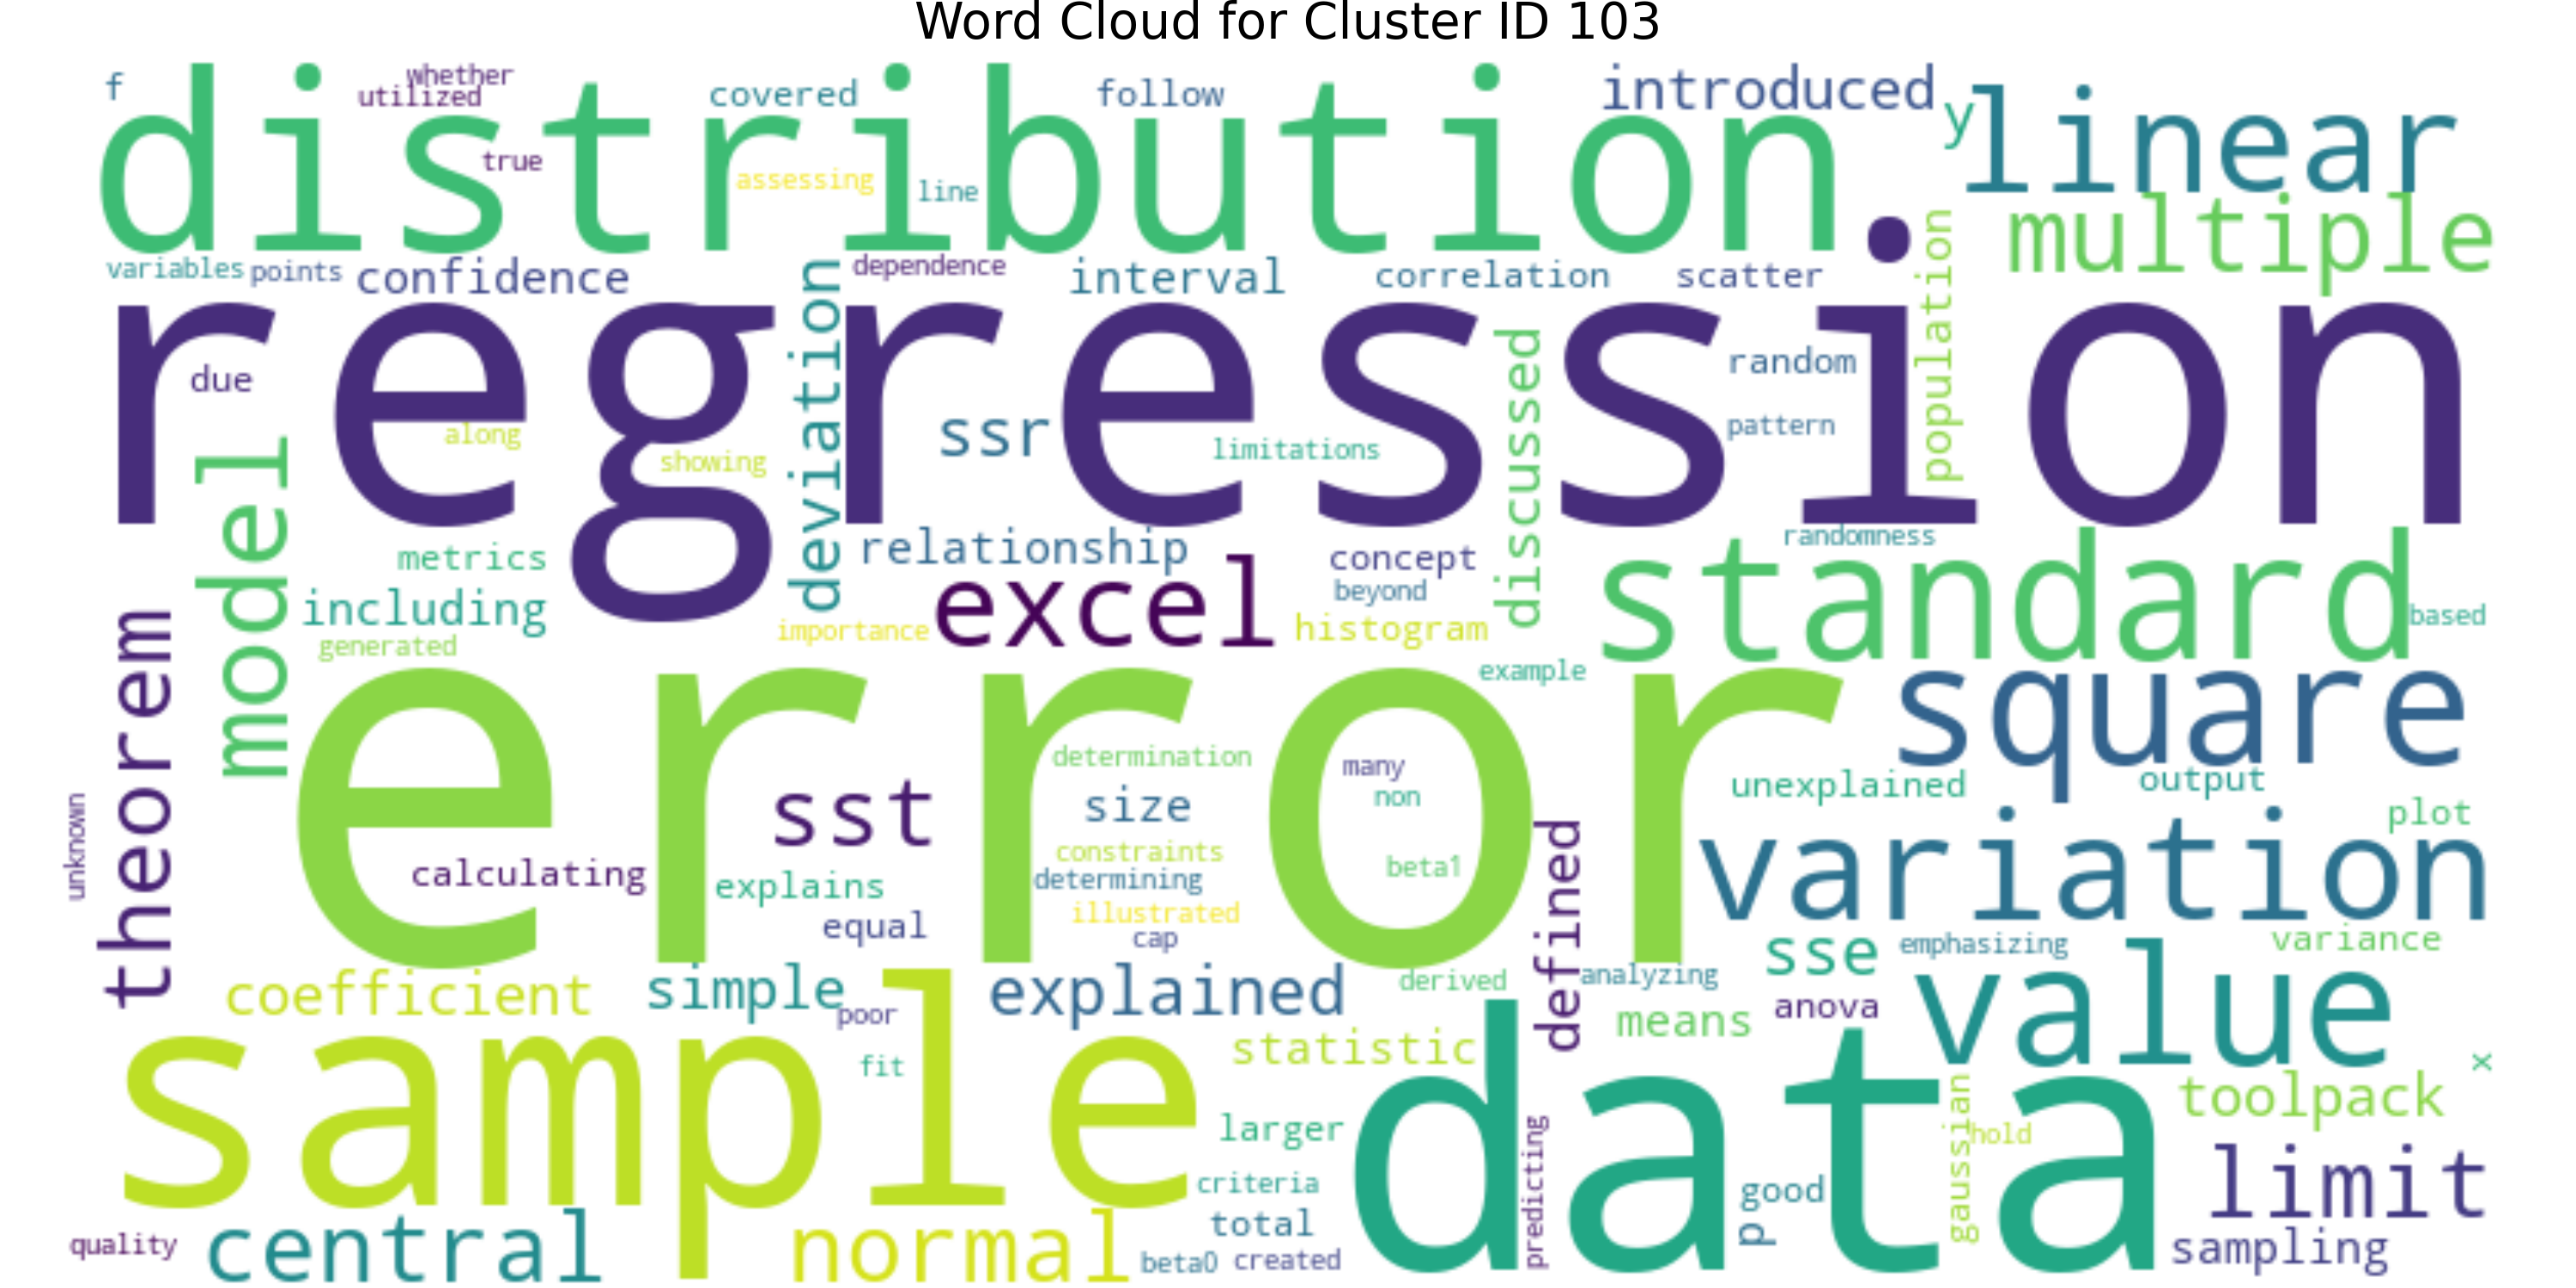 Word Cloud for Cluster ID 103
f
whether
utilized
covered
follow
introduced
y
linear
distribution
true
assessing
line
multiple
variables
points
confidence
dependence
interval
correlation
scatter
population
regression
due
deviation
discussed
random
along
showing
ssr
limitations
pattern
model
metrics
relationship
concept
randomness
standard
including
excel
beyond
based
generated
importance
histogram
theorem
error
example
square
determination
many
unexplained
output
sst
size
non
plot
unknown
calculating
explains
constraints
determining
beta1
defined
variation
illustrated
equal
cap
sse
emphasizing
variance
coefficient
simple
explained
derived
analyzing
value
poor
anova
means
sample
fit
statistic
data
x
toolpack
larger
predicting
gaussian
hold
criteria
good
limit
quality
central
normal
total
p
sampling
beta0
created